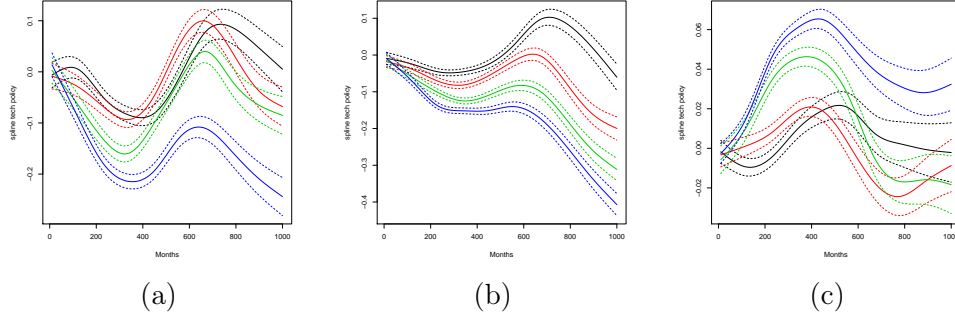 spline tech policy
0.1
0.0
-0.1
-0.2
0 200 400 600 800 1000
Months
(a)
spline tech policy
0.1
0.0
-0.1
-0.2
-0.3
-0.4
0 200 400 600 800 1000
Months
(b)
spline tech policy
0.06
0.04
0.02
0.00
-0.02
0 200 400 600 800 1000
Months
(c)